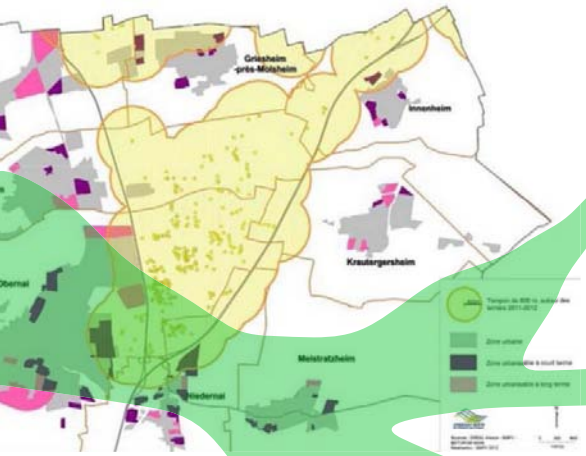 Griesheim
-près-Molsheim
Innenheim
Krautergersheim
Obernai
Meistratzheim
Niedernai
Tampon de 600 m autour des
terriers 2011-2012
Zone urbaine
Zone urbanisable à court terme
Zone urbanisable à long terme